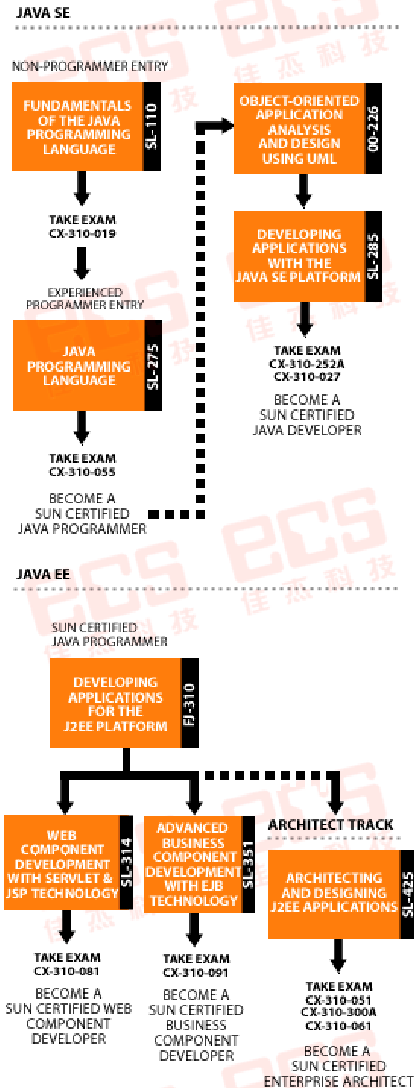 JAVA SE
NON-PROGRAMMER ENTRY
FUNDAMENTALS
OF THE JAVA
PROGRAMMING
LANGUAGE
SL-110
TAKE EXAM
CX-310-019
EXPERIENCED
PROGRAMMER ENTRY
JAVA
PROGRAMMING
LANGUAGE
SL-275
TAKE EXAM
CX-310-055
BECOME A
SUN CERTIFIED
JAVA PROGRAMMER
OBJECT-ORIENTED
APPLICATION
ANALYSIS
AND DESIGN
USING UML
OO-226
DEVELOPING
APPLICATIONS
WITH THE
JAVA SE PLATFORM
SL-285
TAKE EXAM
CX-310-252A
CX-310-027
BECOME A
SUN CERTIFIED
JAVA DEVELOPER
JAVA EE
SUN CERTIFIED
JAVA PROGRAMMER
DEVELOPING
APPLICATIONS
FOR THE
J2EE PLATFORM
FJ-310
WEB
COMPONENT
DEVELOPMENT
WITH SERVLET &
JSP TECHNOLOGY
SL-314
TAKE EXAM
CX-310-081
BECOME A
SUN CERTIFIED WEB
COMPONENT
DEVELOPER
ADVANCED
BUSINESS
COMPONENT
DEVELOPMENT
WITH EJB
TECHNOLOGY
SL-351
TAKE EXAM
CX-310-091
BECOME A
SUN CERTIFIED
BUSINESS
COMPONENT
DEVELOPER
ARCHITECT TRACK
ARCHITECTING
AND DESIGNING
J2EE APPLICATIONS
SL-425
TAKE EXAM
CX-310-051
CX-310-300A
CX-310-061
BECOME A
SUN CERTIFIED
ENTERPRISE ARCHITECT
ecs
佳杰科技